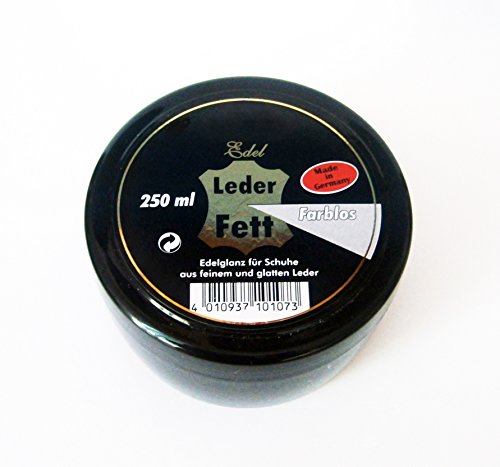 Edel
Leder
Fett
250 ml
Made
in
Germany
Farblos
Edelglanz für Schuhe
aus feinem und glatten Leder
4 010937 101073